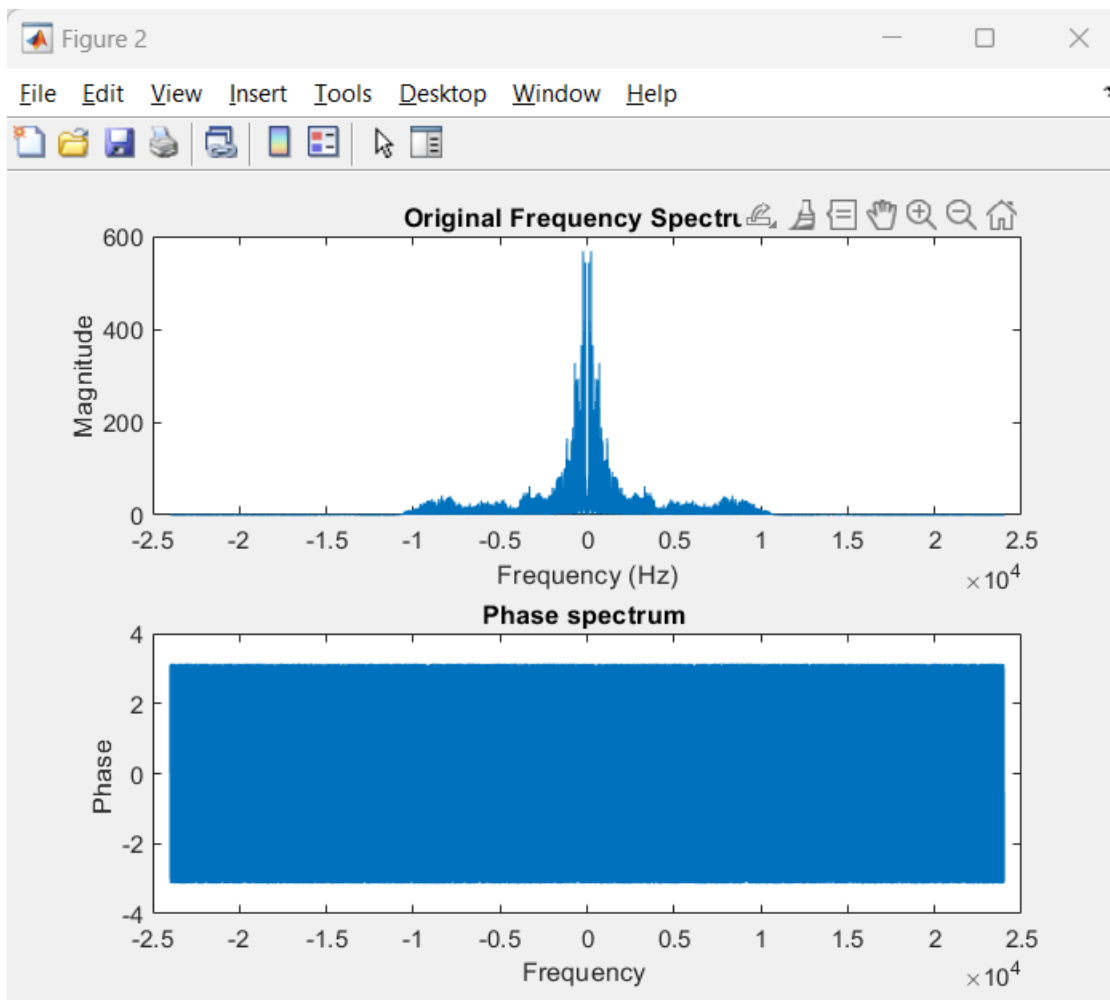 Figure 2
File Edit View Insert Tools Desktop Window Help
Original Frequency Spectru
600
400
200
0
Magnitude
-2.5 -2 -1.5 -1 -0.5 0 0.5 1 1.5 2 2.5
Frequency (Hz)
×10^4
Phase spectrum
4
2
0
-2
-4
Phase
-2.5 -2 -1.5 -1 -0.5 0 0.5 1 1.5 2 2.5
Frequency
×10^4